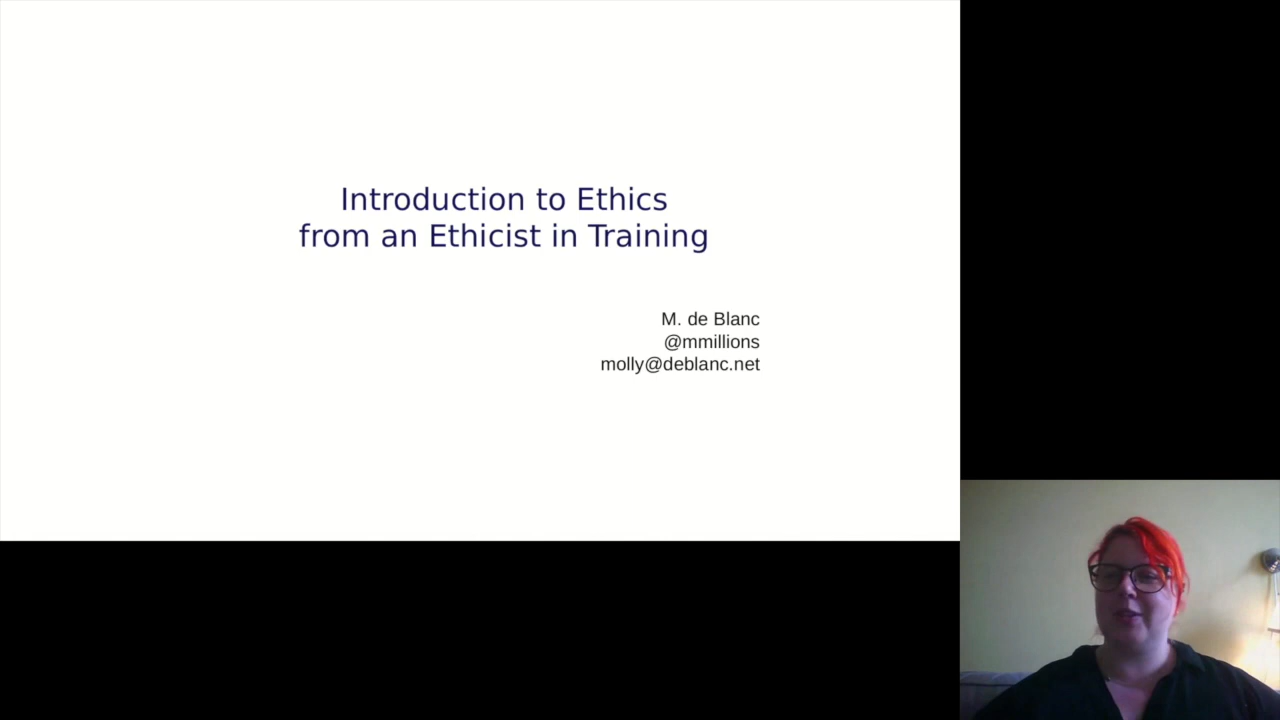 Introduction to Ethics
from an Ethicist in Training
M. de Blanc
@mmillions
molly@deblanc.net